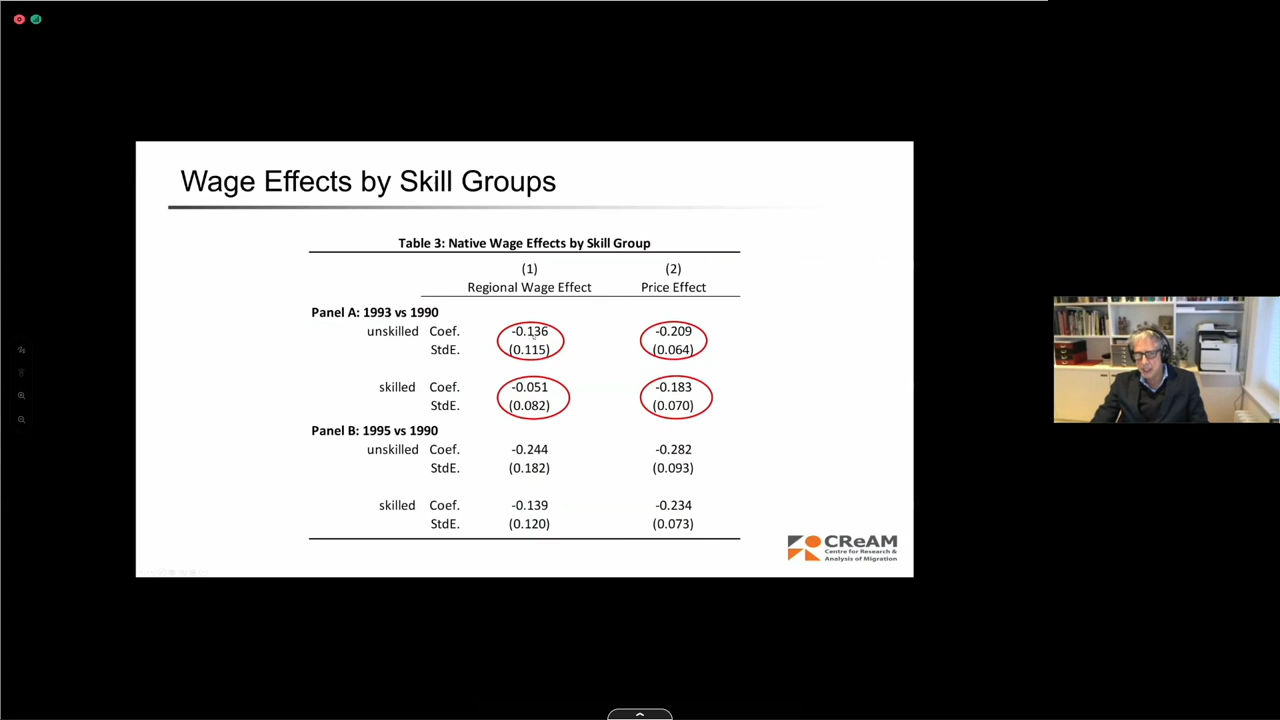 Wage Effects by Skill Groups
Table 3: Native Wage Effects by Skill Group
(1) (2)
Regional Wage Effect Price Effect
Panel A: 1993 vs 1990
unskilled Coef. -0.136 -0.209
StdE. (0.115) (0.064)
skilled Coef. -0.051 -0.183
StdE. (0.082) (0.070)
Panel B: 1995 vs 1990
unskilled Coef. -0.244 -0.282
StdE. (0.182) (0.093)
skilled Coef. -0.139 -0.234
StdE. (0.120) (0.073)
CReAM
Centre for Research &
Analysis of Migration